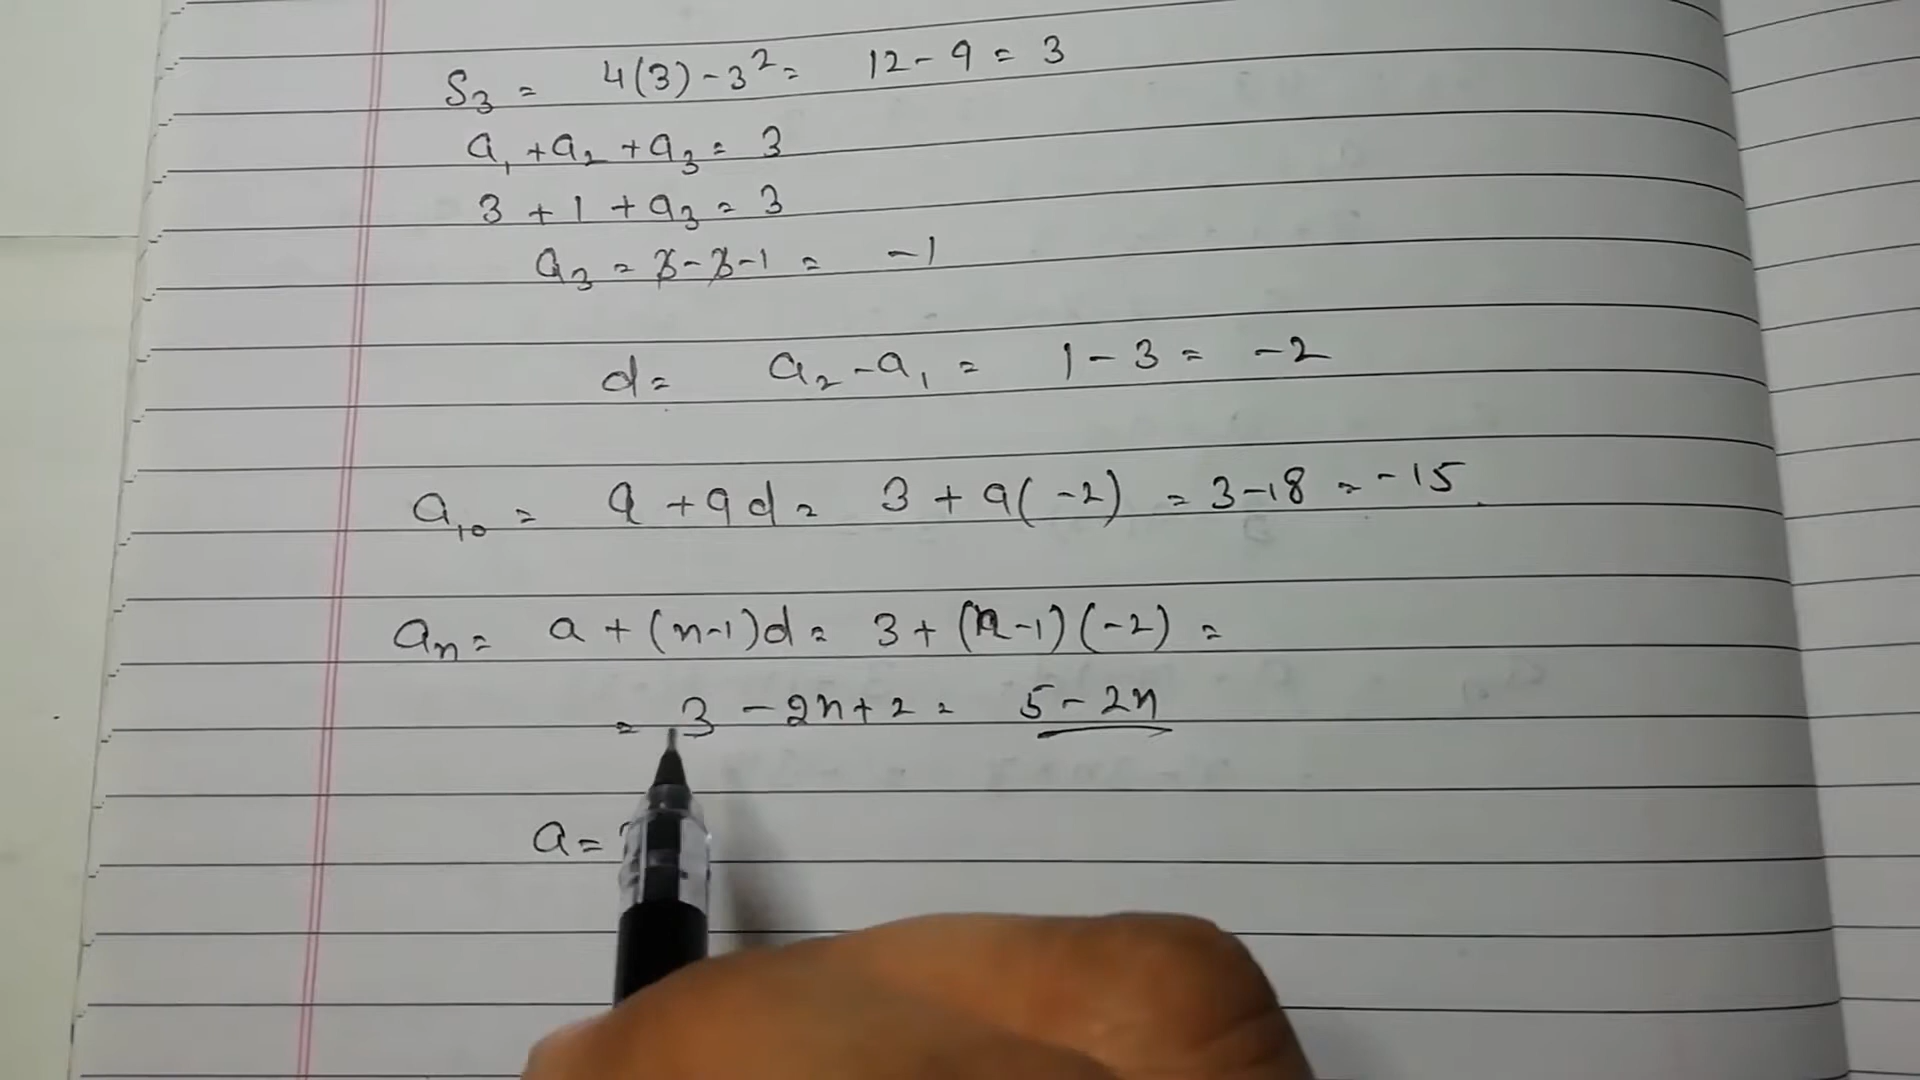 S₃ = 4(3) - 3² = 12 - 9 = 3
a₁ + a₂ + a₃ = 3
3 + 1 + a₃ = 3
a₃ = 3 - 3 - 1 = -1
d = a₂ - a₁ = 1 - 3 = -2
a₁₀ = a + 9d = 3 + 9(-2) = 3 - 18 = -15
aₙ = a + (n-1)d = 3 + (n-1)(-2) =
= 3 - 2n + 2 = 5 - 2n
a =